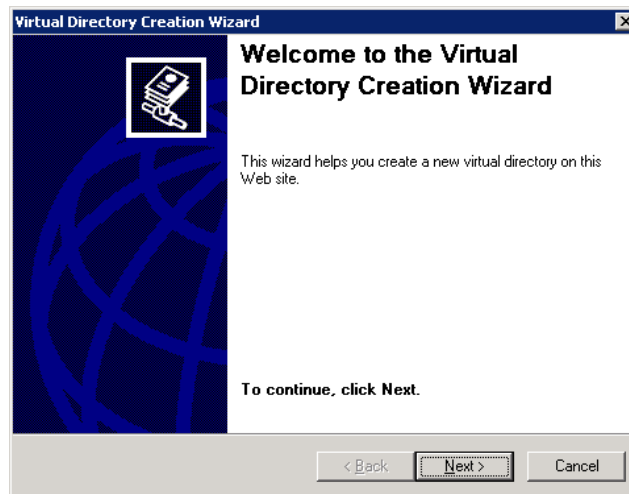 Virtual Directory Creation Wizard
Welcome to the Virtual
Directory Creation Wizard
This wizard helps you create a new virtual directory on this
Web site.
To continue, click Next.
< Back
Next >
Cancel